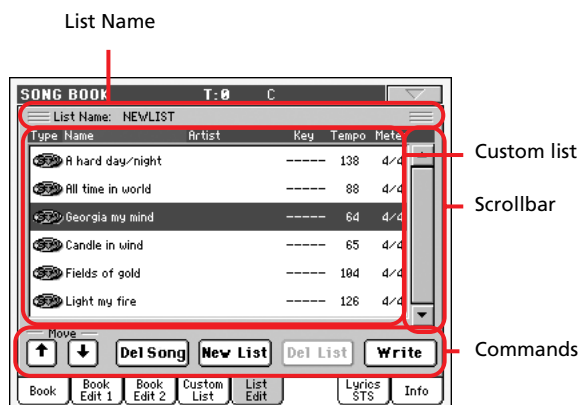 List Name
SONG BOOK T:0 C
List Name: NEWLIST
Type Name Artist Key Tempo Mete
A hard day/night ----- 138 4/4
All time in world ----- 88 4/4
Georgia my mind ----- 64 4/4
Candle in wind ----- 65 4/4
Fields of gold ----- 104 4/4
Light my fire ----- 126 4/4
Custom list
Scrollbar
Move
Del Song New List Del List Write
Commands
Book Book Edit 1 Book Edit 2 Custom List List Edit Lyrics STS Info